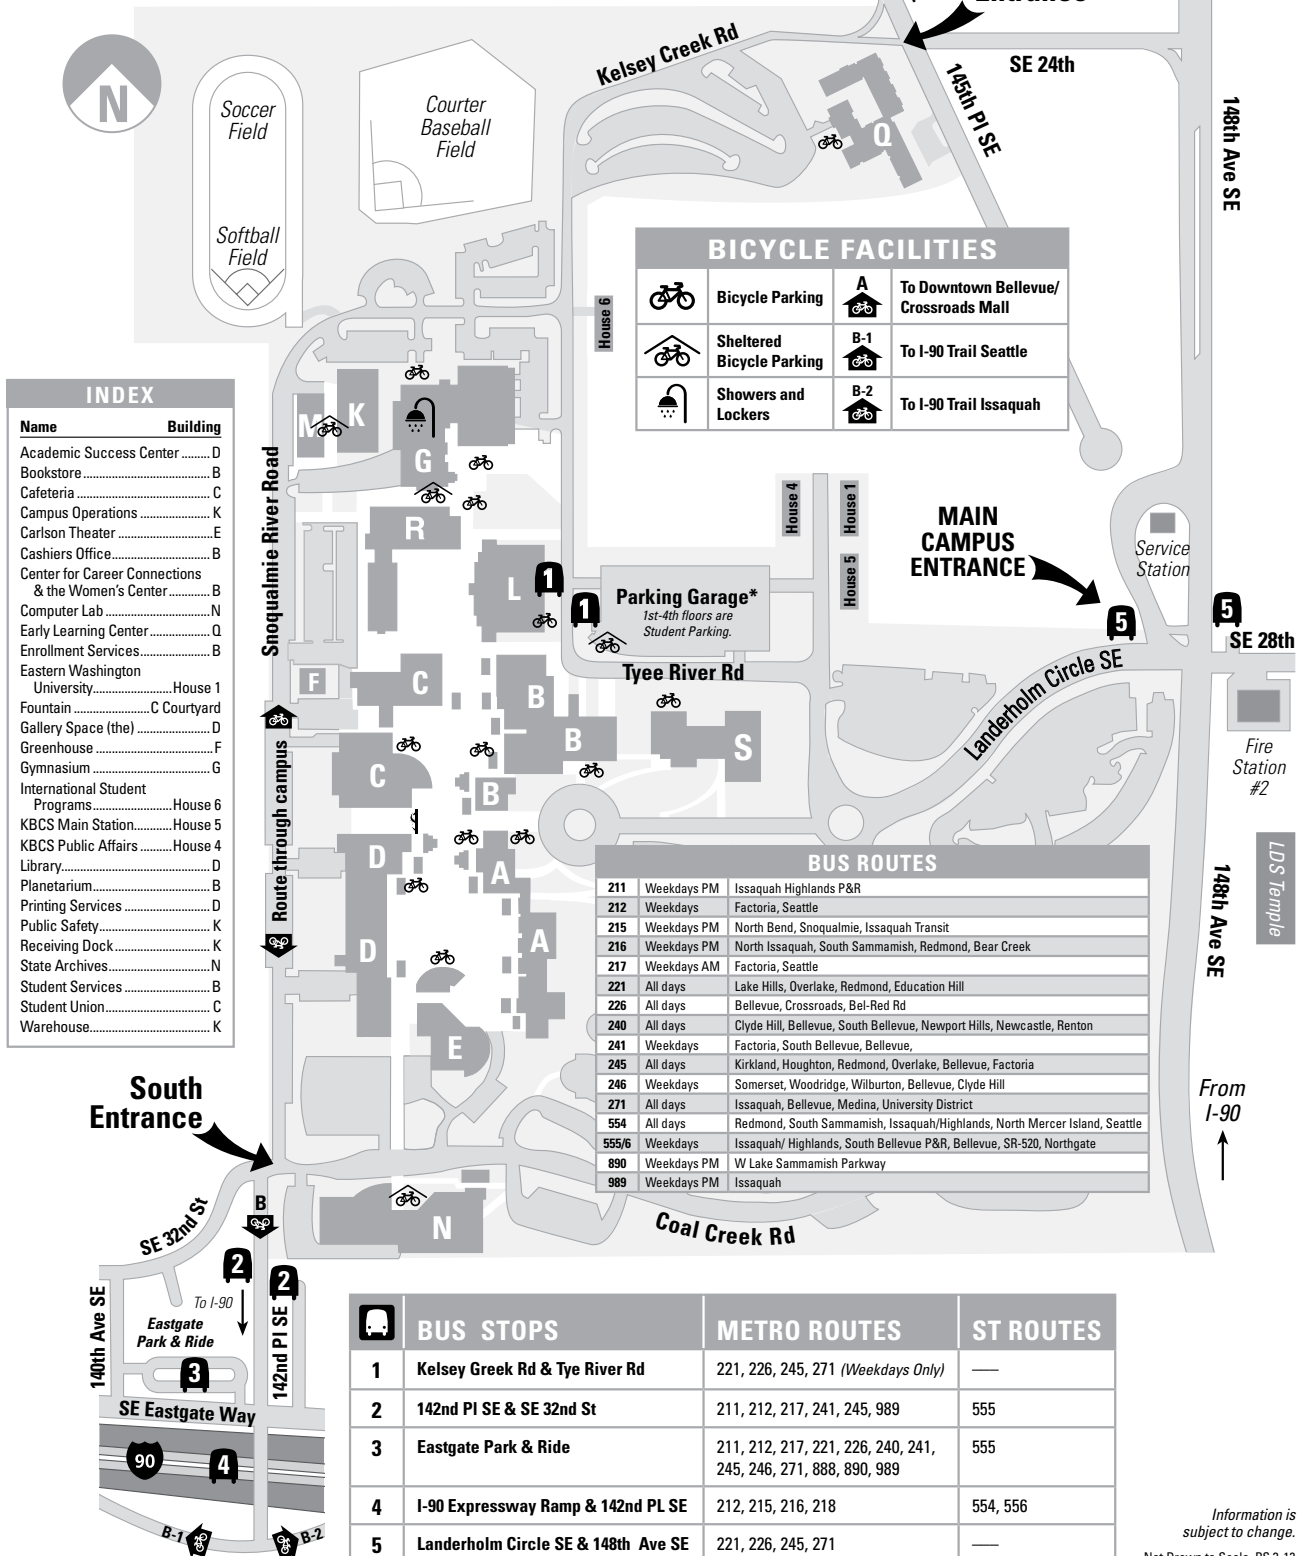 Entrance
Kelsey Creek Rd
SE 24th
145th Pl SE
148th Ave SE
N
Soccer
Field
Courter
Baseball
Field
Softball
Field
Q
BICYCLE FACILITIES
Bicycle Parking
A
To Downtown Bellevue/
Crossroads Mall
Sheltered
Bicycle Parking
B-1
To I-90 Trail Seattle
Showers and
Lockers
B-2
To I-90 Trail Issaquah
House 6
INDEX
Name Building
Academic Success Center ......... D
Bookstore ..................................... B
Cafeteria ...................................... C
Campus Operations ...................... K
Carlson Theater ............................E
Cashiers Office............................. B
Center for Career Connections
& the Women's Center ............ B
Computer Lab ............................... N
Early Learning Center................... Q
Enrollment Services...................... B
Eastern Washington
University........................House 1
Fountain .......................C Courtyard
Gallery Space (the) ...................... D
Greenhouse .................................. F
Gymnasium ................................... G
International Student
Programs........................House 6
KBCS Main Station...........House 5
KBCS Public Affairs ..........House 4
Library........................................... D
Planetarium................................... B
Printing Services .......................... D
Public Safety................................. K
Receiving Dock ............................. K
State Archives............................... N
Student Services .......................... B
Student Union............................... C
Warehouse.................................... K
M
K
G
R
L
Snoqualmie River Road
House 4
House 1
House 5
MAIN
CAMPUS
ENTRANCE
Service
Station
1
1
Parking Garage*
1st-4th floors are
Student Parking.
5
5
SE 28th
Tyee River Rd
Landerholm Circle SE
F
C
B
B
S
C
B
Fire
Station
#2
Route through campus
D
A
D
A
E
LDS Temple
148th Ave SE
From
I-90
BUS ROUTES
211 Weekdays PM Issaquah Highlands P&R
212 Weekdays Factoria, Seattle
215 Weekdays PM North Bend, Snoqualmie, Issaquah Transit
216 Weekdays PM North Issaquah, South Sammamish, Redmond, Bear Creek
217 Weekdays AM Factoria, Seattle
221 All days Lake Hills, Overlake, Redmond, Education Hill
226 All days Bellevue, Crossroads, Bel-Red Rd
240 All days Clyde Hill, Bellevue, South Bellevue, Newport Hills, Newcastle, Renton
241 Weekdays Factoria, South Bellevue, Bellevue,
245 All days Kirkland, Houghton, Redmond, Overlake, Bellevue, Factoria
246 Weekdays Somerset, Woodridge, Wilburton, Bellevue, Clyde Hill
271 All days Issaquah, Bellevue, Medina, University District
554 All days Redmond, South Sammamish, Issaquah/Highlands, North Mercer Island, Seattle
555/6 Weekdays Issaquah/ Highlands, South Bellevue P&R, Bellevue, SR-520, Northgate
890 Weekdays PM W Lake Sammamish Parkway
989 Weekdays PM Issaquah
South
Entrance
SE 32nd St
B
N
Coal Creek Rd
2
2
To I-90
Eastgate
Park & Ride
3
140th Ave SE
142nd Pl SE
SE Eastgate Way
90
4
B-1
B-2
BUS STOPS METRO ROUTES ST ROUTES
1 Kelsey Greek Rd & Tye River Rd 221, 226, 245, 271 (Weekdays Only) —
2 142nd Pl SE & SE 32nd St 211, 212, 217, 241, 245, 989 555
3 Eastgate Park & Ride 211, 212, 217, 221, 226, 240, 241, 555
245, 246, 271, 888, 890, 989
4 I-90 Expressway Ramp & 142nd PL SE 212, 215, 216, 218 554, 556
5 Landerholm Circle SE & 148th Ave SE 221, 226, 245, 271 —
Information is
subject to change.